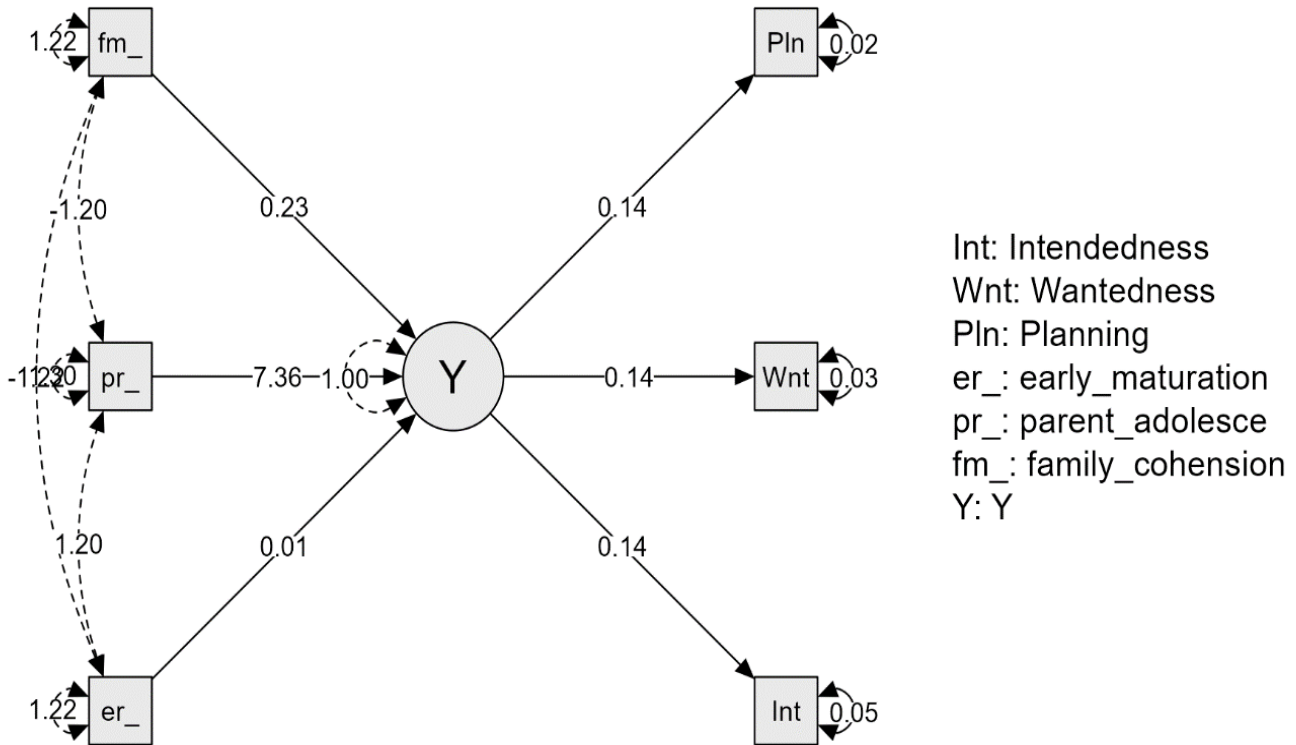 fm_
1.22
Pln
0.02
-1.20
0.23
0.14
pr_
7.36
1.00
Y
0.14
Wnt
0.03
1.20
0.01
0.14
er_
1.22
Int
0.05
Int: Intendedness
Wnt: Wantedness
Pln: Planning
er_: early_maturation
pr_: parent_adolesce
fm_: family_cohension
Y: Y